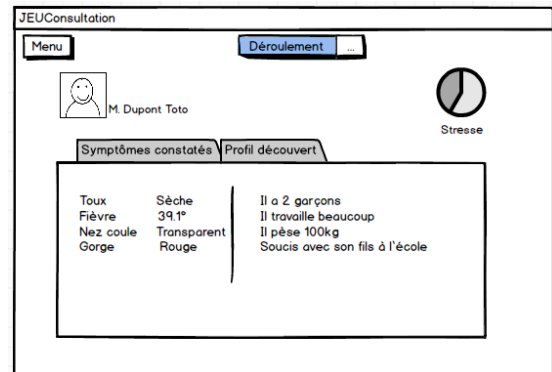 JEUConsultation
Menu
Déroulement ...
M. Dupont Toto
Stresse
Symptômes constatés Profil découvert
Toux Sèche Il a 2 garçons
Fièvre 39.1° Il travaille beaucoup
Nez coule Transparent Il pèse 100kg
Gorge Rouge Soucis avec son fils à l'école